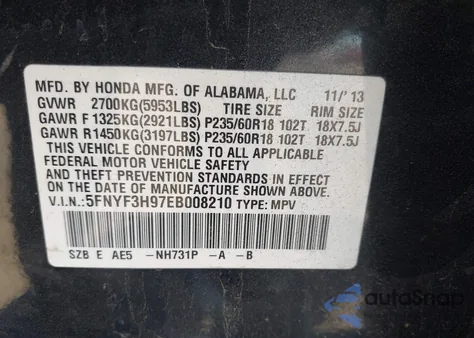 MFD. BY HONDA MFG. OF ALABAMA, LLC 11/'13
GVWR 2700KG(5953LBS) TIRE SIZE RIM SIZE
GAWR F 1325KG(2921LBS) P235/60R18 102T 18X7.5J
GAWR R1450KG(3197LBS) P235/60R18 102T 18X7.5J
THIS VEHICLE CONFORMS TO ALL APPLICABLE
FEDERAL MOTOR VEHICLE SAFETY
AND THEFT PREVENTION STANDARDS IN EFFECT
ON THE DATE OF MANUFACTURE SHOWN ABOVE.
V.I.N.: 5FNYF3H97EB008210 TYPE: MPV
SZB E AE5 -NH731P -A -B
autoSnap